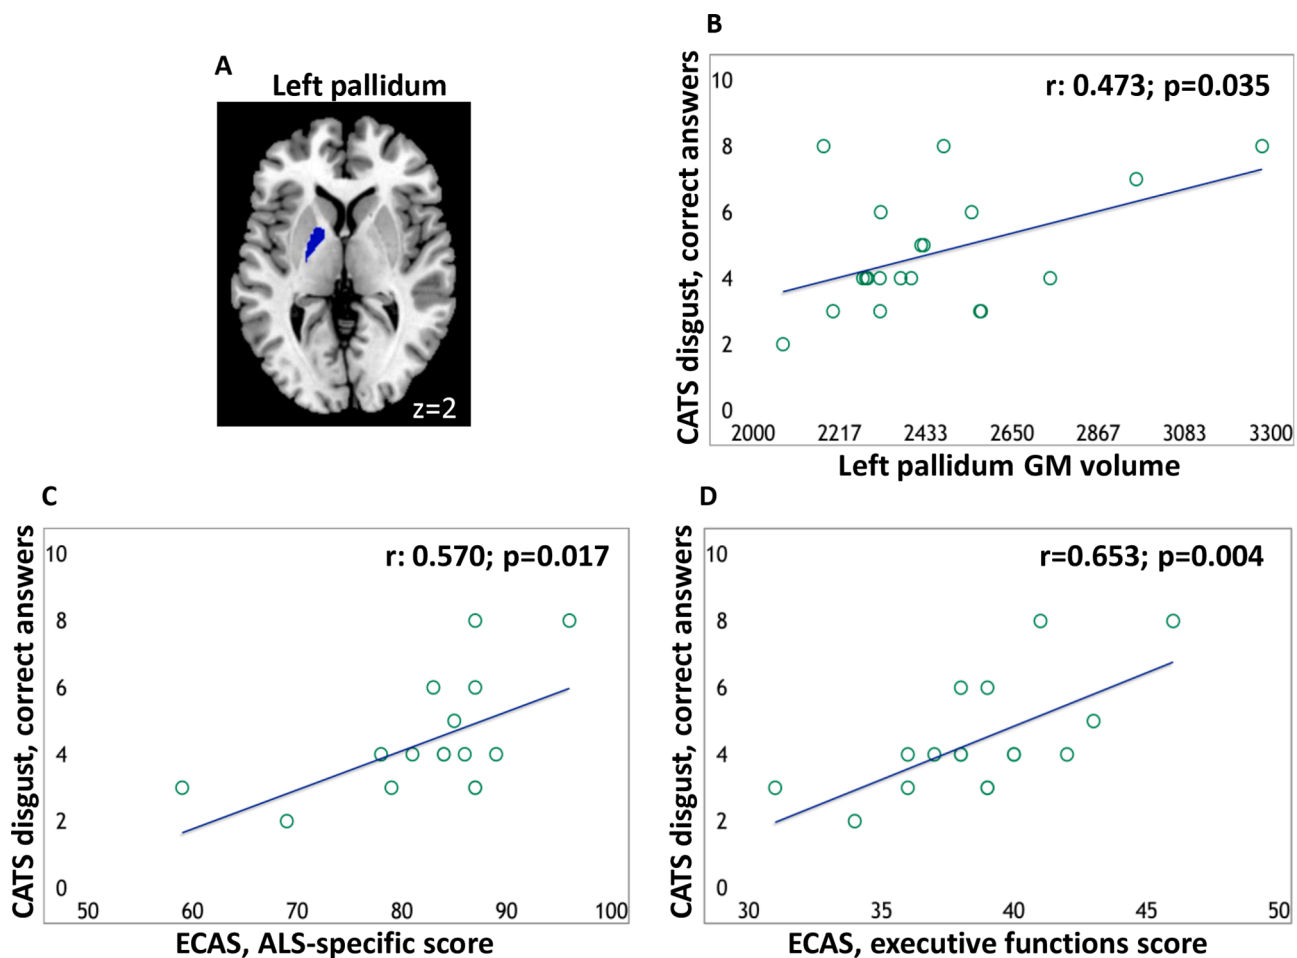 A
Left pallidum
z=2
B
CATS disgust, correct answers
r: 0.473; p=0.035
10
8
6
4
2
0
2000 2217 2433 2650 2867 3083 3300
Left pallidum GM volume
C
CATS disgust, correct answers
r: 0.570; p=0.017
10
8
6
4
2
0
50 60 70 80 90 100
ECAS, ALS-specific score
D
CATS disgust, correct answers
r=0.653; p=0.004
10
8
6
4
2
0
30 35 40 45 50
ECAS, executive functions score